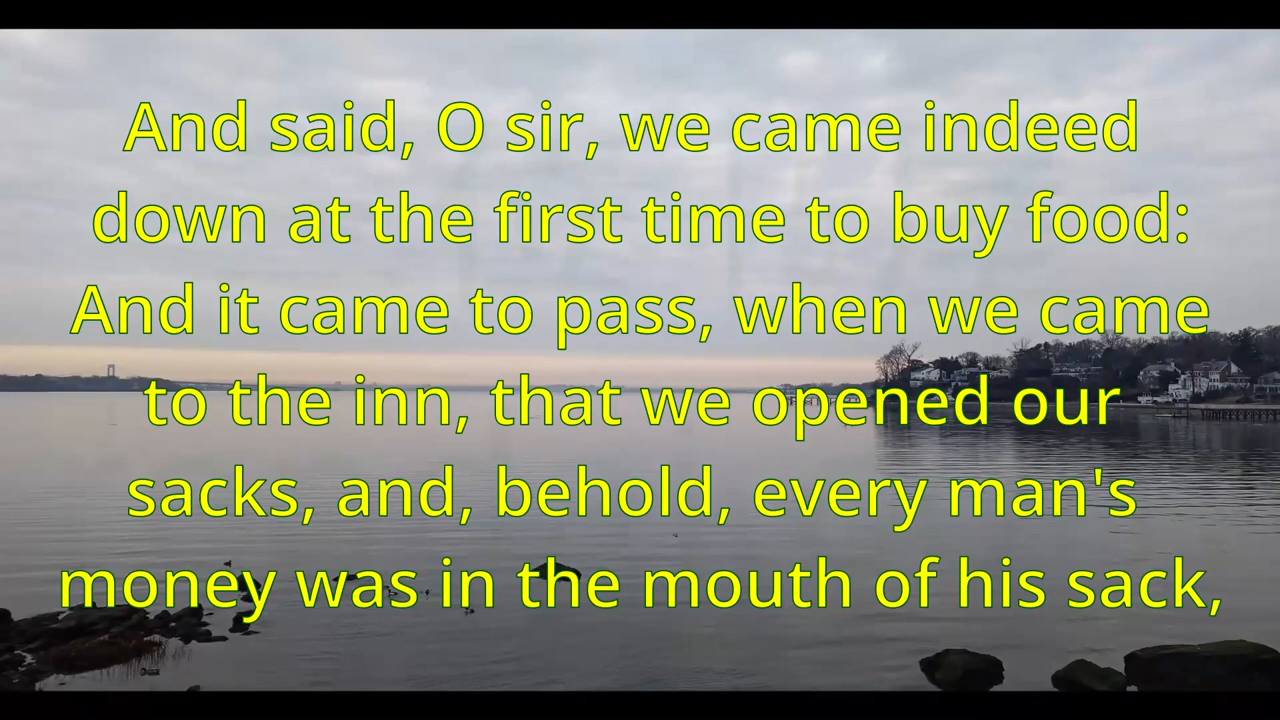 And said, O sir, we came indeed
down at the first time to buy food:
And it came to pass, when we came
to the inn, that we opened our
sacks, and, behold, every man's
money was in the mouth of his sack,